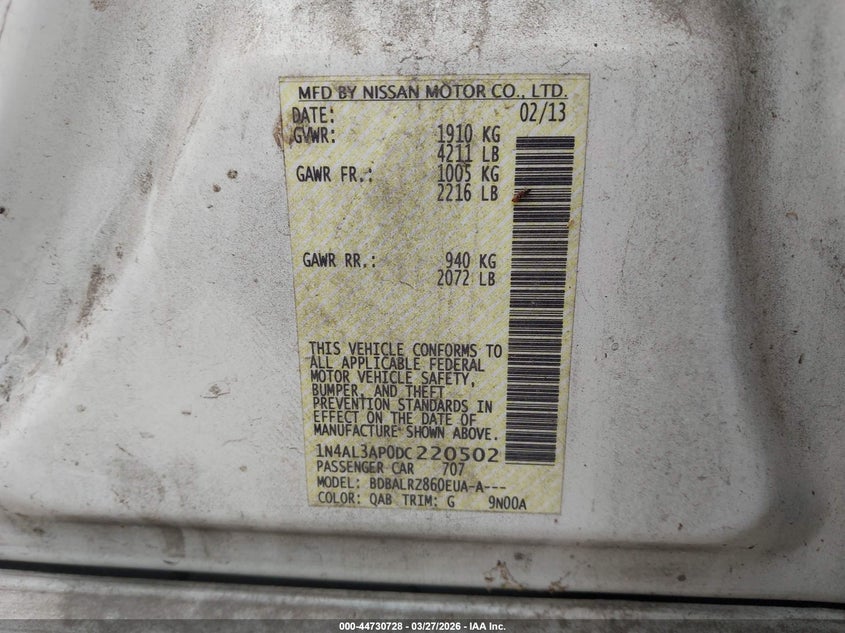 MFD BY NISSAN MOTOR CO., LTD.
DATE: 02/13
GVWR: 1910 KG
4211 LB
GAWR FR.: 1005 KG
2216 LB
GAWR RR.: 940 KG
2072 LB
THIS VEHICLE CONFORMS TO
ALL APPLICABLE FEDERAL
MOTOR VEHICLE SAFETY,
BUMPER, AND THEFT
PREVENTION STANDARDS IN
EFFECT ON THE DATE OF
MANUFACTURE SHOWN ABOVE.
1N4AL3AP0DC220502
PASSENGER CAR 707
MODEL: BDBALRZ860EUA-A---
COLOR: QAB TRIM: G 9N00A
000-44730728 — 03/27/2026 — IAA Inc.